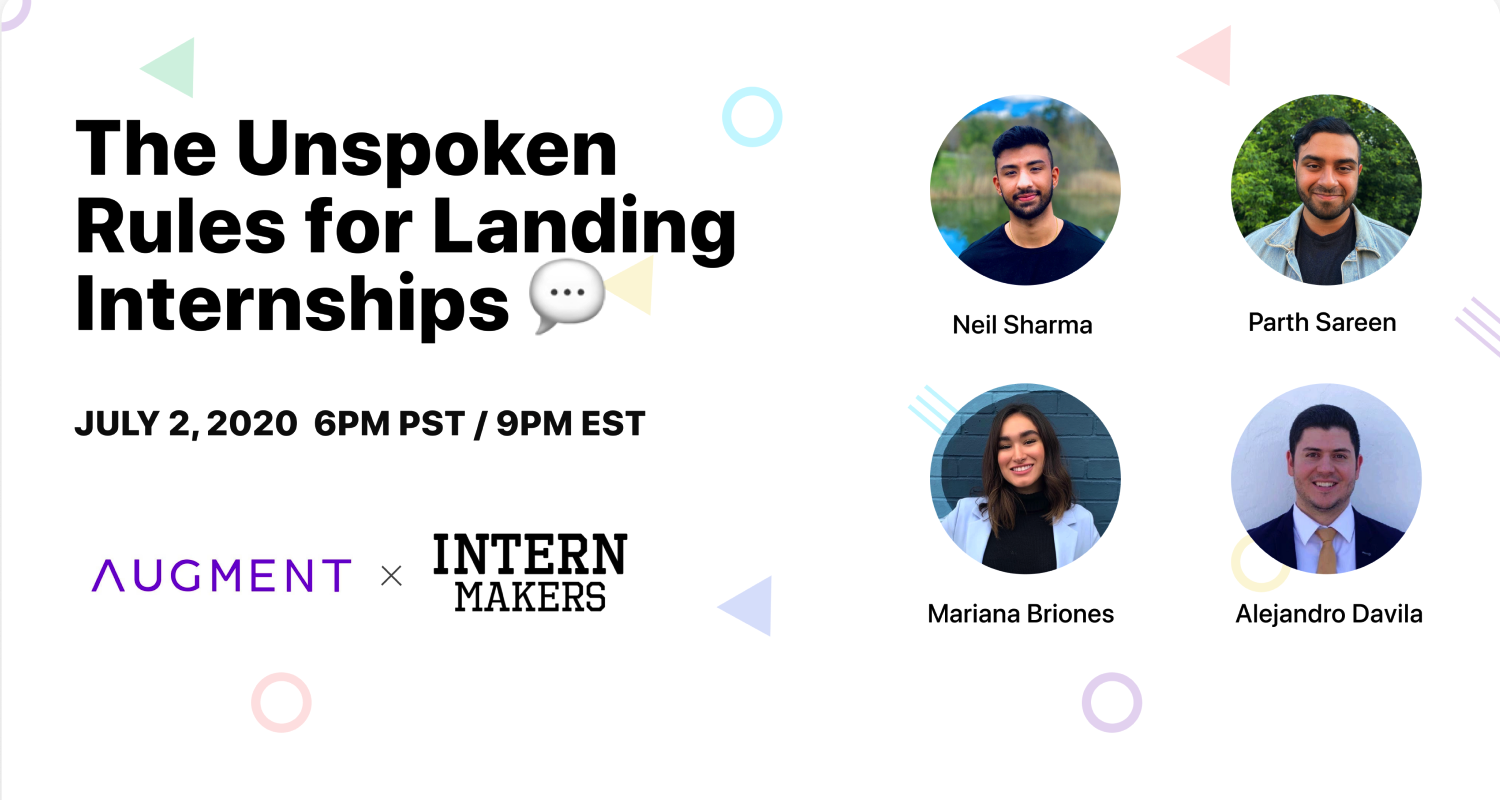 The Unspoken
Rules for Landing
Internships 💬
JULY 2, 2020 6PM PST / 9PM EST
AUGMENT × INTERN
MAKERS
Neil Sharma
Parth Sareen
Mariana Briones
Alejandro Davila